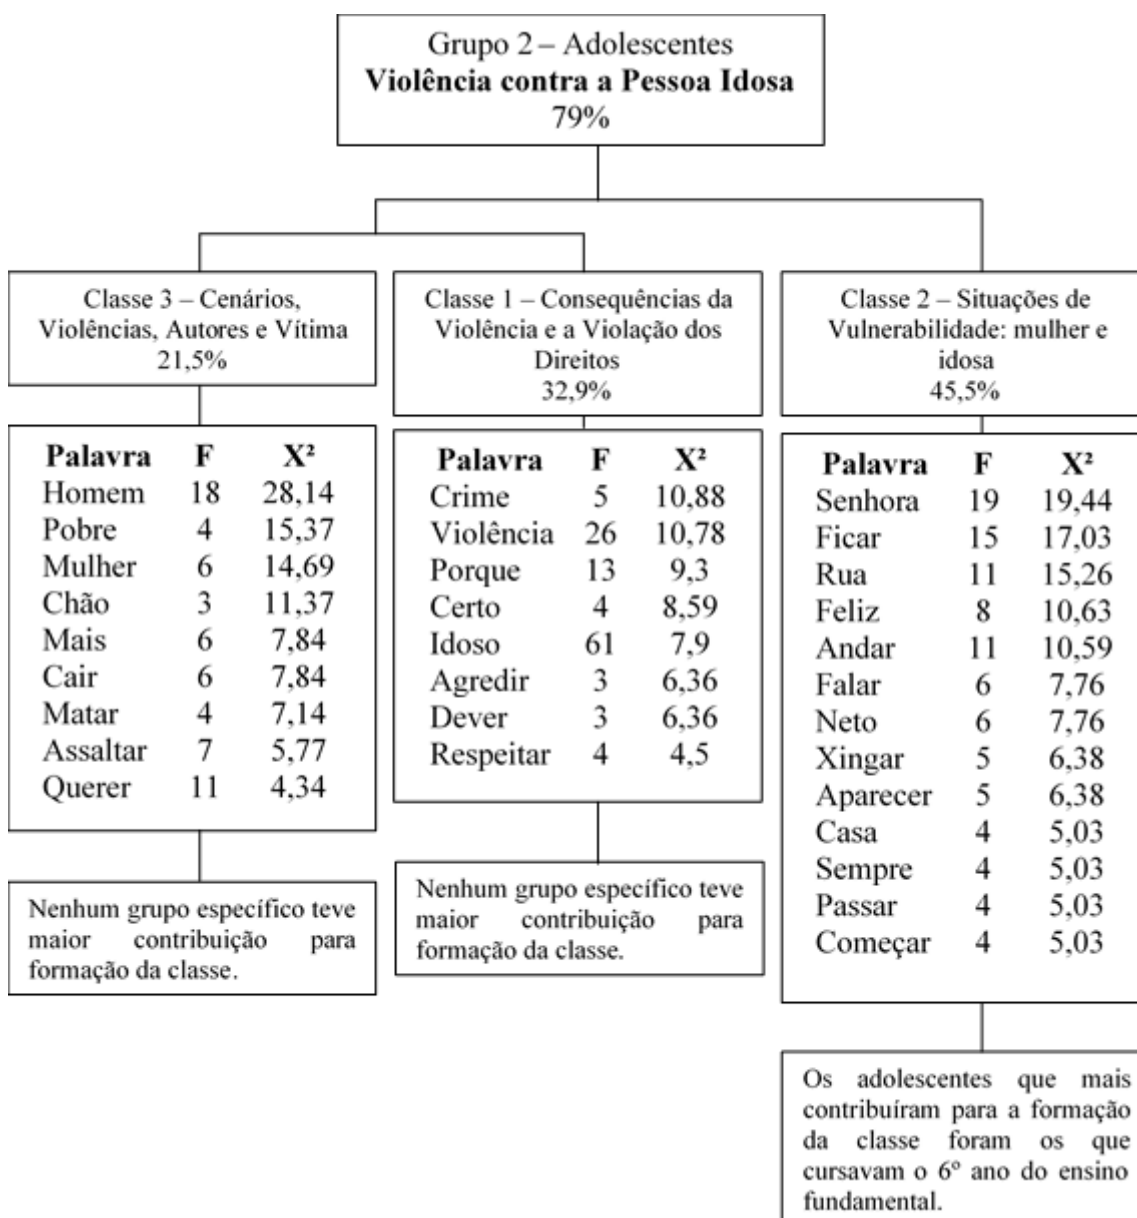 Grupo 2 – Adolescentes
Violência contra a Pessoa Idosa
79%
Classe 3 – Cenários,
Violências, Autores e Vítima
21,5%
Palavra F X²
Homem 18 28,14
Pobre 4 15,37
Mulher 6 14,69
Chão 3 11,37
Mais 6 7,84
Cair 6 7,84
Matar 4 7,14
Assaltar 7 5,77
Querer 11 4,34
Nenhum grupo específico teve
maior contribuição para
formação da classe.
Classe 1 – Consequências da
Violência e a Violação dos
Direitos
32,9%
Palavra F X²
Crime 5 10,88
Violência 26 10,78
Porque 13 9,3
Certo 4 8,59
Idoso 61 7,9
Agredir 3 6,36
Dever 3 6,36
Respeitar 4 4,5
Nenhum grupo específico teve
maior contribuição para
formação da classe.
Classe 2 – Situações de
Vulnerabilidade: mulher e
idosa
45,5%
Palavra F X²
Senhora 19 19,44
Ficar 15 17,03
Rua 11 15,26
Feliz 8 10,63
Andar 11 10,59
Falar 6 7,76
Neto 6 7,76
Xingar 5 6,38
Aparecer 5 6,38
Casa 4 5,03
Sempre 4 5,03
Passar 4 5,03
Começar 4 5,03
Os adolescentes que mais
contribuíram para a formação
da classe foram os que
cursavam o 6º ano do ensino
fundamental.